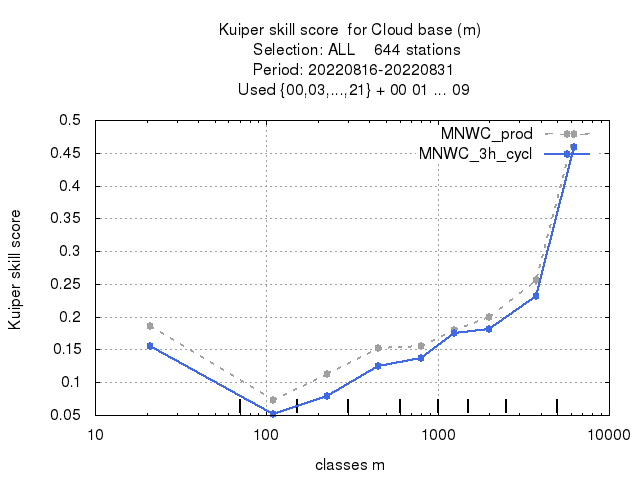 Kuiper skill score  for Cloud base (m)
Selection: ALL    644 stations
Period: 20220816-20220831
Used {00,03,...,21} + 00 01 ... 09
MNWC_prod
MNWC_3h_cycl
0.5
0.45
0.4
0.35
0.3
0.25
0.2
0.15
0.1
0.05
Kuiper skill score
10
100
1000
10000
classes m